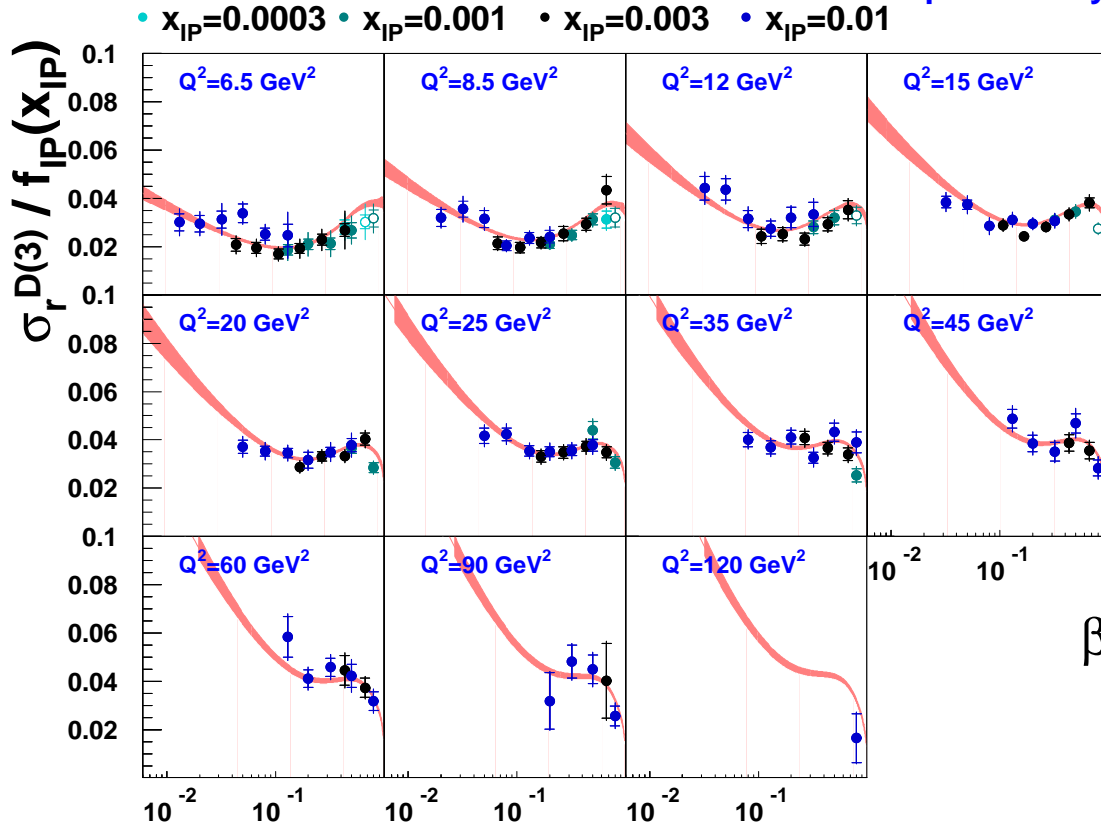 x_IP=0.0003 x_IP=0.001 x_IP=0.003 x_IP=0.01
σ_r^D(3) / f_IP(x_IP)
0.1
Q²=6.5 GeV² Q²=8.5 GeV² Q²=12 GeV² Q²=15 GeV²
0.08
0.06
0.04
0.02
0.1
Q²=20 GeV² Q²=25 GeV² Q²=35 GeV² Q²=45 GeV²
0.08
0.06
0.04
0.02
0.1
Q²=60 GeV² Q²=90 GeV² Q²=120 GeV² 10⁻² 10⁻¹
0.08
0.06
β
0.04
0.02
10⁻² 10⁻¹ 10⁻² 10⁻¹ 10⁻² 10⁻¹